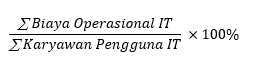 ∑Biaya Operasional IT
∑Karyawan Pengguna IT
× 100%